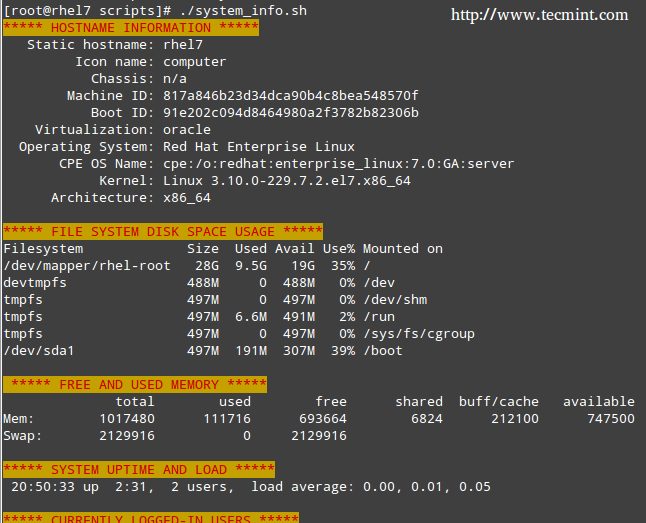 [root@rhel7 scripts]# ./system_info.sh
http://www.tecmint.com
***** HOSTNAME INFORMATION *****
Static hostname: rhel7
Icon name: computer
Chassis: n/a
Machine ID: 817a846b23d34dca90b4c8bea548570f
Boot ID: 91e202c094d8464980a2f3782b82306b
Virtualization: oracle
Operating System: Red Hat Enterprise Linux
CPE OS Name: cpe:/o:redhat:enterprise_linux:7.0:GA:server
Kernel: Linux 3.10.0-229.7.2.el7.x86_64
Architecture: x86_64
***** FILE SYSTEM DISK SPACE USAGE *****
Filesystem Size Used Avail Use% Mounted on
/dev/mapper/rhel-root 28G 9.5G 19G 35% /
devtmpfs 488M 0 488M 0% /dev
tmpfs 497M 0 497M 0% /dev/shm
tmpfs 497M 6.6M 491M 2% /run
tmpfs 497M 0 497M 0% /sys/fs/cgroup
/dev/sda1 497M 191M 307M 39% /boot
***** FREE AND USED MEMORY *****
total used free shared buff/cache available
Mem: 1017480 111716 693664 6824 212100 747500
Swap: 2129916 0 2129916
***** SYSTEM UPTIME AND LOAD *****
20:50:33 up 2:31, 2 users, load average: 0.00, 0.01, 0.05
***** CURRENTLY LOGGED-IN USERS *****